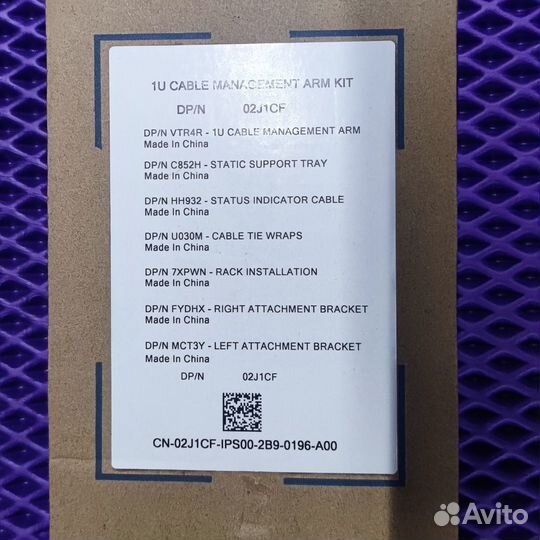 1U CABLE MANAGEMENT ARM KIT
DP/N 02J1CF
DP/N VTR4R - 1U CABLE MANAGEMENT ARM
Made In China
DP/N C852H - STATIC SUPPORT TRAY
Made In China
DP/N HH932 - STATUS INDICATOR CABLE
Made In China
DP/N U030M - CABLE TIE WRAPS
Made In China
DP/N 7XPWN - RACK INSTALLATION
Made In China
DP/N FYDHX - RIGHT ATTACHMENT BRACKET
Made In China
DP/N MCT3Y - LEFT ATTACHMENT BRACKET
Made In China
DP/N 02J1CF
CN-02J1CF-IPS00-2B9-0196-A00
Avito